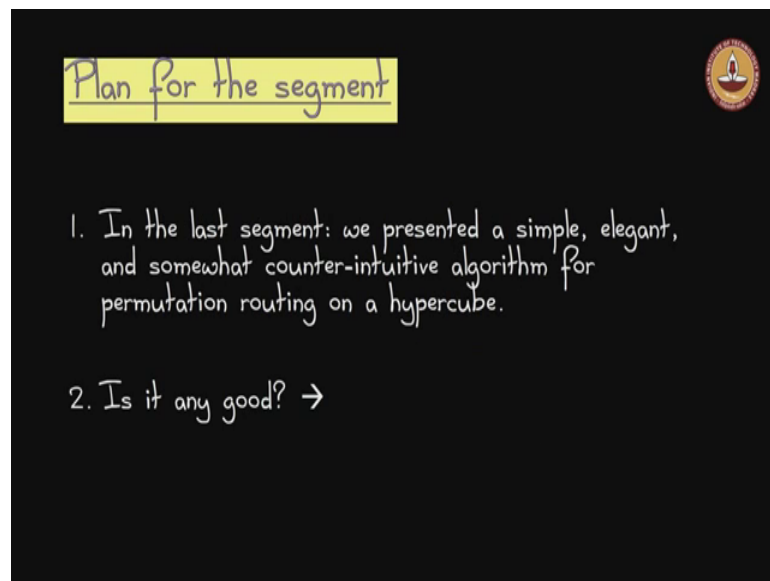 Plan for the segment
1. In the last segment: we presented a simple, elegant,
and somewhat counter-intuitive algorithm for
permutation routing on a hypercube.
2. Is it any good? →